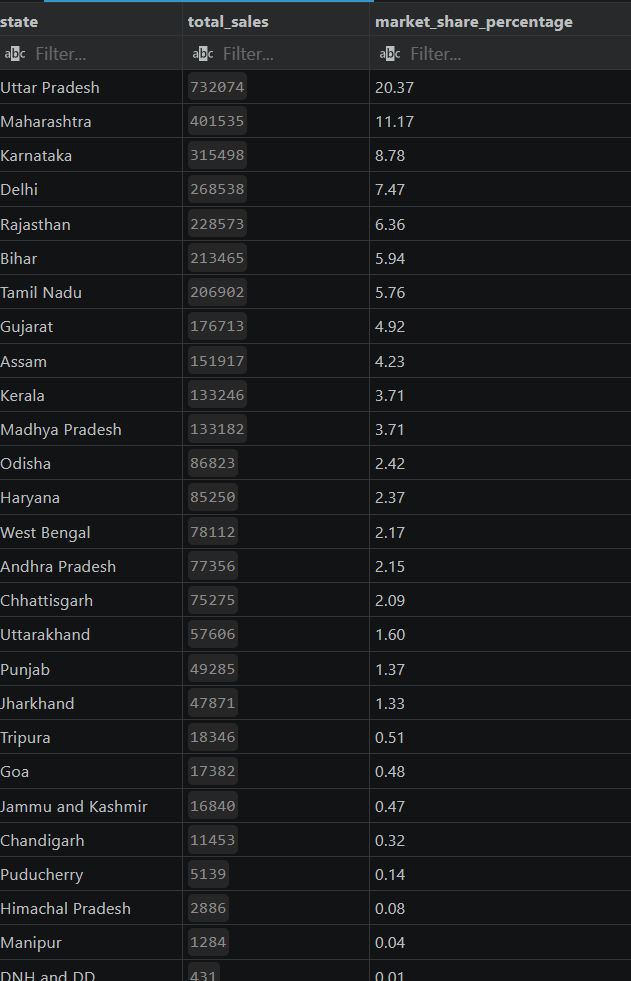 state total_sales market_share_percentage
abc Filter... abc Filter... abc Filter...
Uttar Pradesh 732074 20.37
Maharashtra 401535 11.17
Karnataka 315498 8.78
Delhi 268538 7.47
Rajasthan 228573 6.36
Bihar 213465 5.94
Tamil Nadu 206902 5.76
Gujarat 176713 4.92
Assam 151917 4.23
Kerala 133246 3.71
Madhya Pradesh 133182 3.71
Odisha 86823 2.42
Haryana 85250 2.37
West Bengal 78112 2.17
Andhra Pradesh 77356 2.15
Chhattisgarh 75275 2.09
Uttarakhand 57606 1.60
Punjab 49285 1.37
Jharkhand 47871 1.33
Tripura 18346 0.51
Goa 17382 0.48
Jammu and Kashmir 16840 0.47
Chandigarh 11453 0.32
Puducherry 5139 0.14
Himachal Pradesh 2886 0.08
Manipur 1284 0.04
DNH and DD 431 0.01